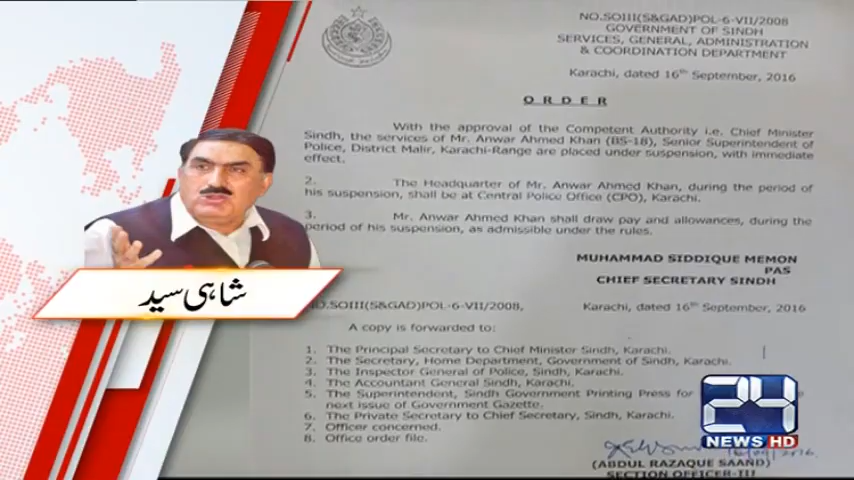 NO.SOIII(S&GAD)POL-6-VII/2008
GOVERNMENT OF SINDH
SERVICES, GENERAL, ADMINISTRATION
& COORDINATION DEPARTMENT
Karachi, dated 16th September, 2016
O R D E R
With the approval of the Competent Authority i.e. Chief Minister
Sindh, the services of Mr. Anwar Ahmed Khan (BS-18), Senior Superintendent of
Police, District Malir, Karachi-Range are placed under suspension, with immediate
effect.
2. The Headquarter of Mr. Anwar Ahmed Khan, during the period of
his suspension, shall be at Central Police Office (CPO), Karachi.
3. Mr. Anwar Ahmed Khan shall draw pay and allowances, during the
period of his suspension, as admissible under the rules.
MUHAMMAD SIDDIQUE MEMON
PAS
CHIEF SECRETARY SINDH
شاہی سید
NO.SOIII(S&GAD)POL-6-VII/2008, Karachi, dated 16th September, 2016
A copy is forwarded to:
1. The Principal Secretary to Chief Minister Sindh, Karachi.
2. The Secretary, Home Department, Government of Sindh, Karachi.
3. The Inspector General of Police, Sindh, Karachi.
4. The Accountant General Sindh, Karachi.
5. The Superintendent, Sindh Government Printing Press for
next issue of Government Gazette.
6. The Private Secretary to Chief Secretary, Sindh, Karachi.
7. Officer concerned.
8. Office order file.
24
NEWS HD
(ABDUL RAZAQUE SAAND)
SECTION OFFICER-III